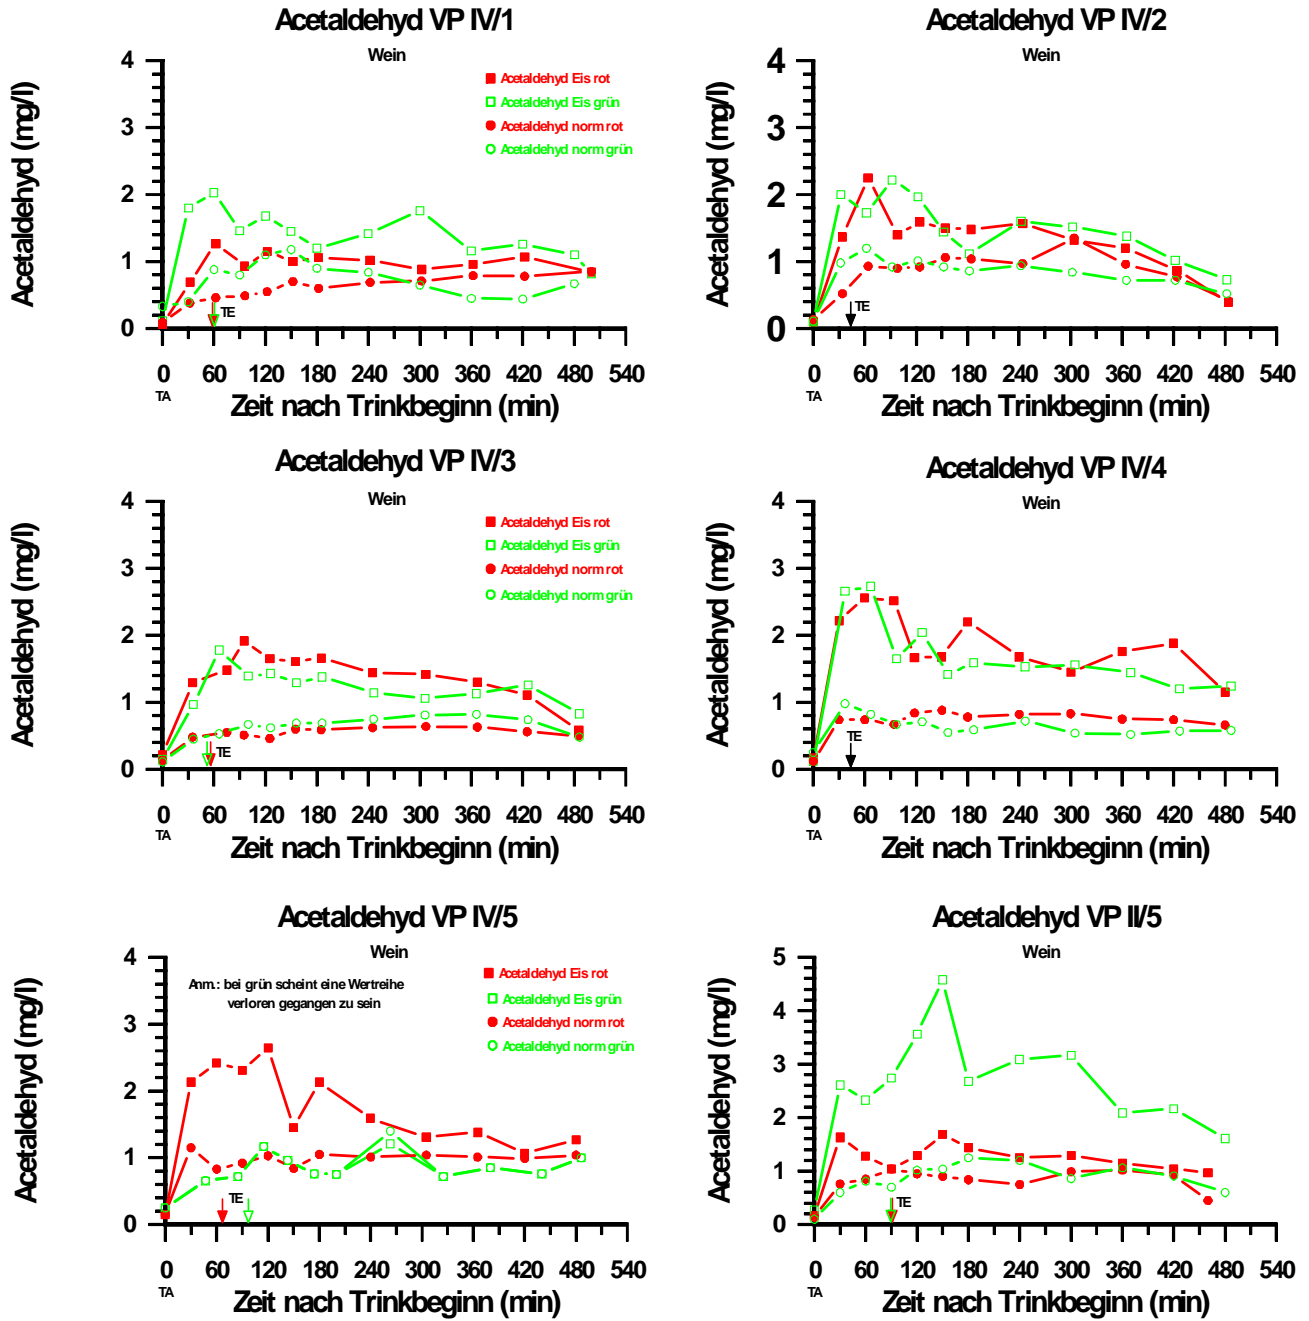 Acetaldehyd VP IV/1
Wein
Acetaldehyd (mg/l)
4
3
2
1
0
Acetaldehyd Eis rot
Acetaldehyd Eis grün
Acetaldehyd norm rot
Acetaldehyd norm grün
TE
0 60 120 180 240 300 360 420 480 540
TA
Zeit nach Trinkbeginn (min)
Acetaldehyd VP IV/2
Wein
Acetaldehyd (mg/l)
4
3
2
1
0
TE
0 60 120 180 240 300 360 420 480 540
TA
Zeit nach Trinkbeginn (min)
Acetaldehyd VP IV/3
Wein
Acetaldehyd (mg/l)
4
3
2
1
0
Acetaldehyd Eis rot
Acetaldehyd Eis grün
Acetaldehyd norm rot
Acetaldehyd norm grün
TE
0 60 120 180 240 300 360 420 480 540
TA
Zeit nach Trinkbeginn (min)
Acetaldehyd VP IV/4
Wein
Acetaldehyd (mg/l)
4
3
2
1
0
TE
0 60 120 180 240 300 360 420 480 540
TA
Zeit nach Trinkbeginn (min)
Acetaldehyd VP IV/5
Wein
Acetaldehyd (mg/l)
4
3
2
1
0
Anm.: bei grün scheint eine Wertreihe
verloren gegangen zu sein
Acetaldehyd Eis rot
Acetaldehyd Eis grün
Acetaldehyd norm rot
Acetaldehyd norm grün
TE
0 60 120 180 240 300 360 420 480 540
TA
Zeit nach Trinkbeginn (min)
Acetaldehyd VP II/5
Wein
Acetaldehyd (mg/l)
5
4
3
2
1
0
TE
0 60 120 180 240 300 360 420 480 540
TA
Zeit nach Trinkbeginn (min)